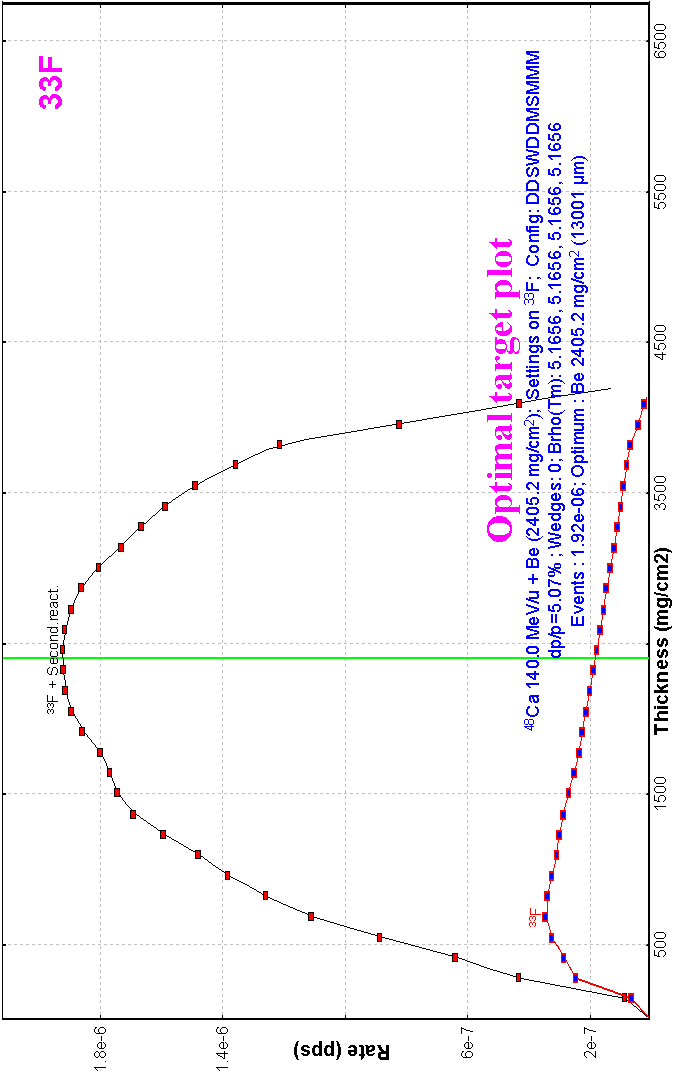 33F
Optimal target plot
⁴⁸Ca 140.0 MeV/u + Be (2405.2 mg/cm²); Settings on ³³F; Config: DDSWDDMSMMM
dp/p=5.07% ; Wedges: 0; Brho(Tm): 5.1656, 5.1656, 5.1656, 5.1656
Events : 1.92e-06; Optimum : Be 2405.2 mg/cm² (13001 µm)
³³F + Second react.
³³F
Rate (pps)
1.8e-6
1.4e-6
6e-7
2e-7
500
1500
3500
4500
5500
6500
Thickness (mg/cm2)